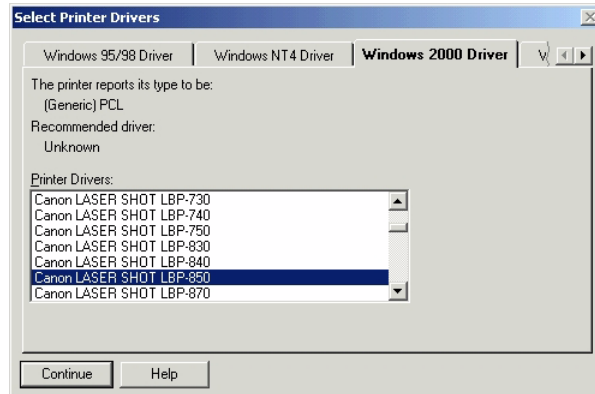 Select Printer Drivers
Windows 95/98 Driver
Windows NT4 Driver
Windows 2000 Driver
The printer reports its type to be:
(Generic) PCL
Recommended driver:
Unknown
Printer Drivers:
Canon LASER SHOT LBP-730
Canon LASER SHOT LBP-740
Canon LASER SHOT LBP-750
Canon LASER SHOT LBP-830
Canon LASER SHOT LBP-840
Canon LASER SHOT LBP-850
Canon LASER SHOT LBP-870
Continue
Help